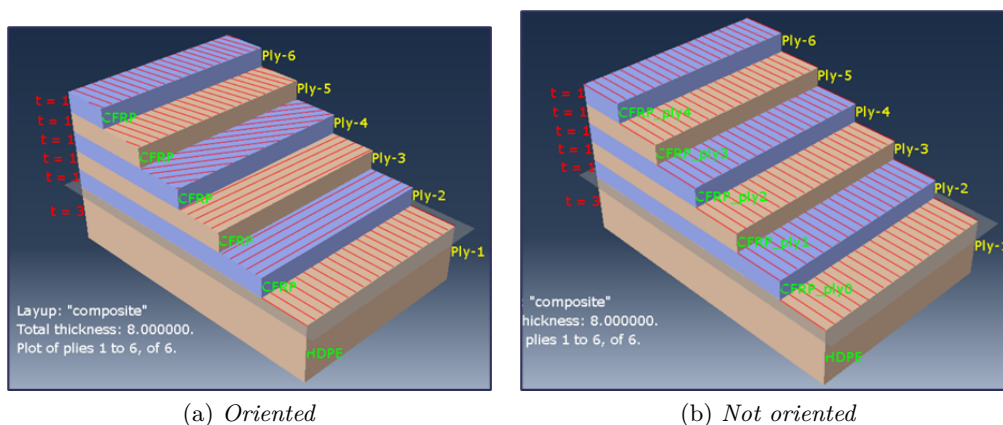 Ply-6
t = 1
Ply-5
t = 1
CFRP
Ply-4
t = 1
CFRP
Ply-3
t = 1
CFRP
Ply-2
t = 1
CFRP
t = 3
Ply-1
CFRP
Layup: "composite"
Total thickness: 8.000000.
Plot of plies 1 to 6, of 6.
HDPE
(a) Oriented
Ply-6
t = 1
Ply-5
t = 1
CFRP_ply4
Ply-4
t = 1
CFRP_ply3
Ply-3
t = 1
CFRP_ply2
Ply-2
t = 1
CFRP_ply1
t = 3
CFRP_ply0
: "composite"
hickness: 8.000000.
plies 1 to 6, of 6.
HDPE
(b) Not oriented